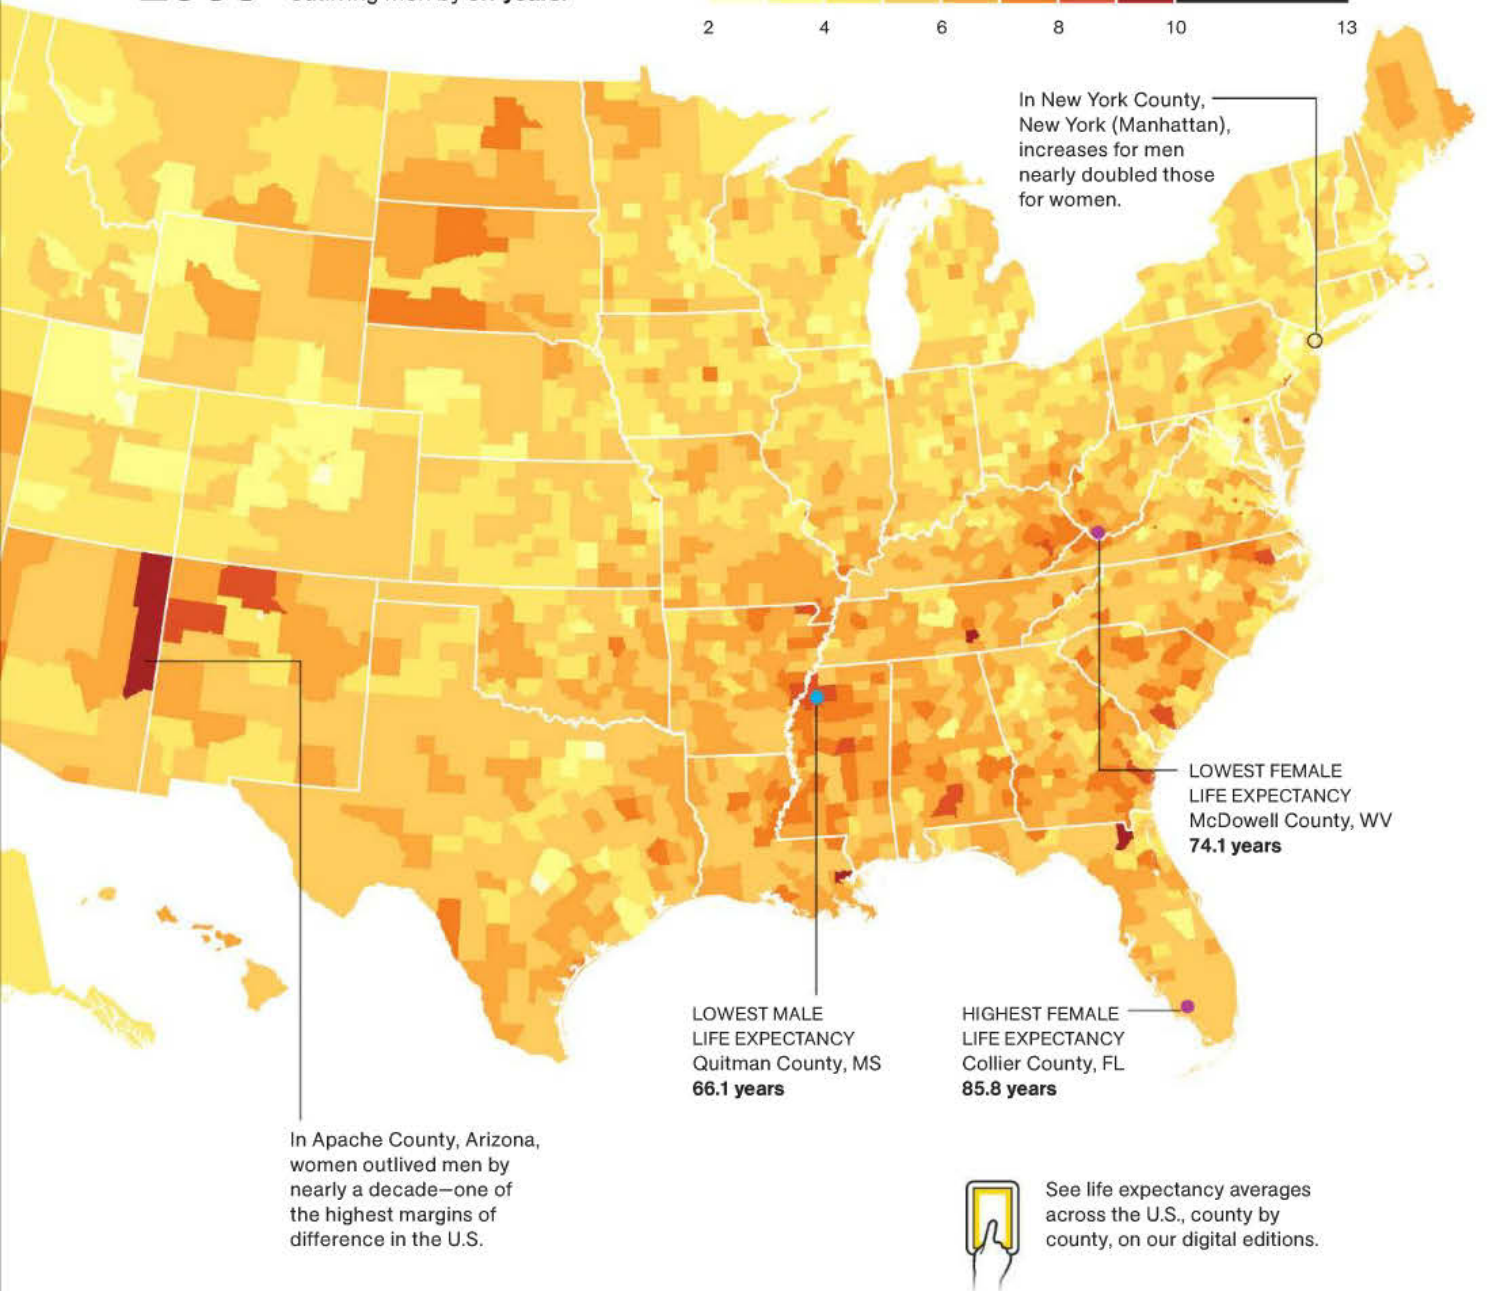 2 4 6 8 10 13
In New York County,
New York (Manhattan),
increases for men
nearly doubled those
for women.
LOWEST FEMALE
LIFE EXPECTANCY
McDowell County, WV
74.1 years
LOWEST MALE
LIFE EXPECTANCY
Quitman County, MS
66.1 years
HIGHEST FEMALE
LIFE EXPECTANCY
Collier County, FL
85.8 years
In Apache County, Arizona,
women outlived men by
nearly a decade—one of
the highest margins of
difference in the U.S.
See life expectancy averages
across the U.S., county by
county, on our digital editions.